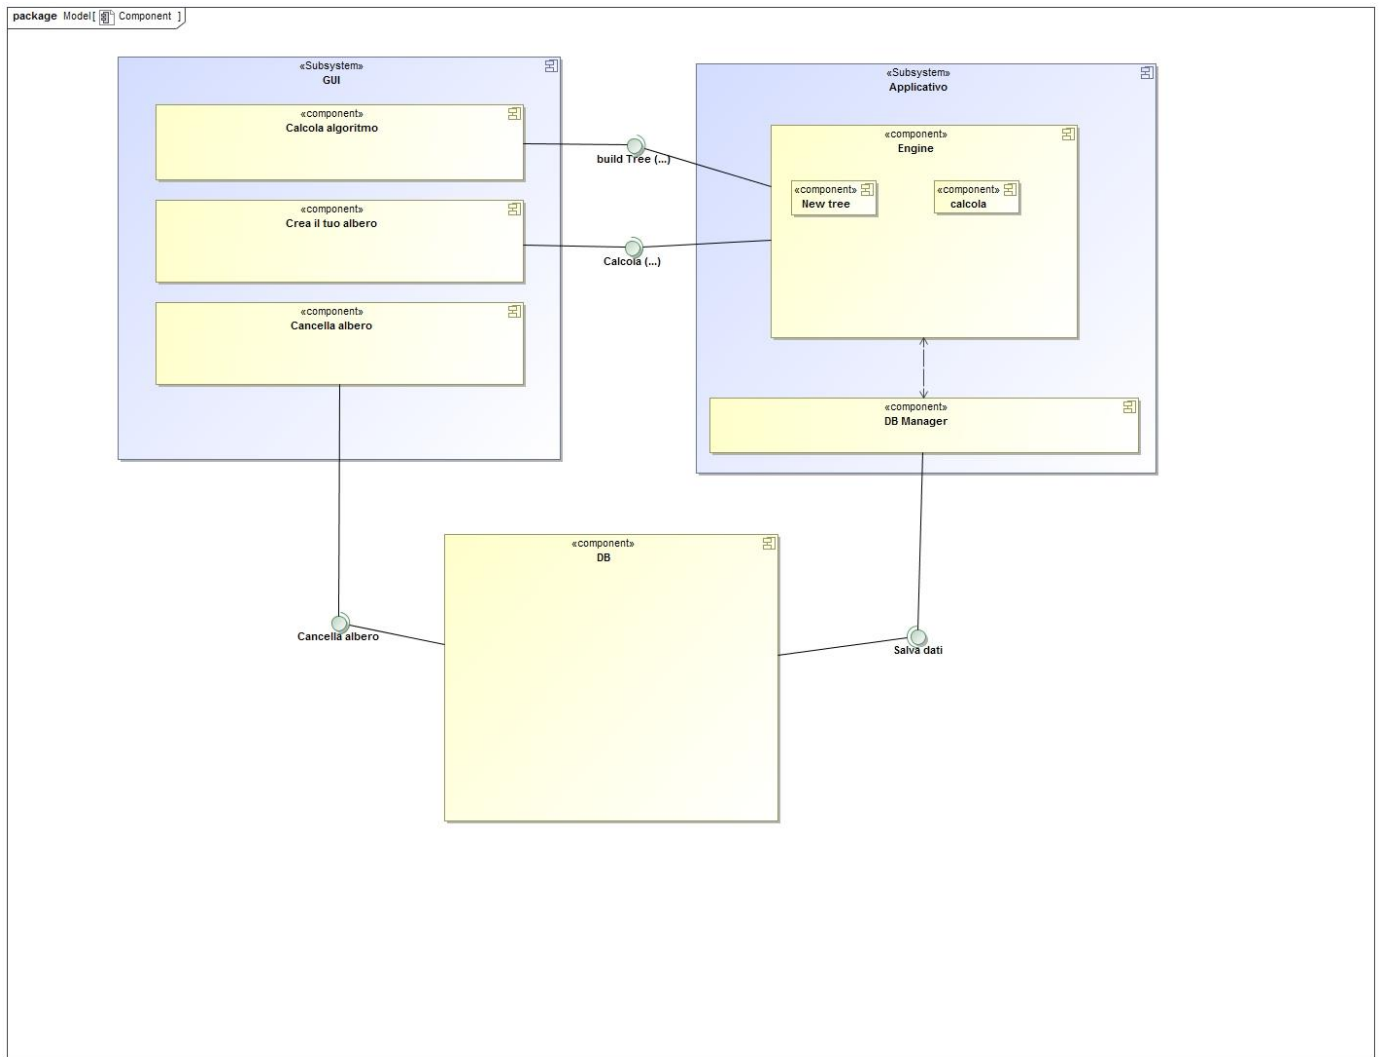 package Model[ Component ]
«Subsystem»
GUI
«component»
Calcola algoritmo
«component»
Crea il tuo albero
«component»
Cancella albero
build Tree (...)
Calcola (...)
«Subsystem»
Applicativo
«component»
Engine
«component»
New tree
«component»
calcola
«component»
DB Manager
«component»
DB
Cancella albero
Salva dati